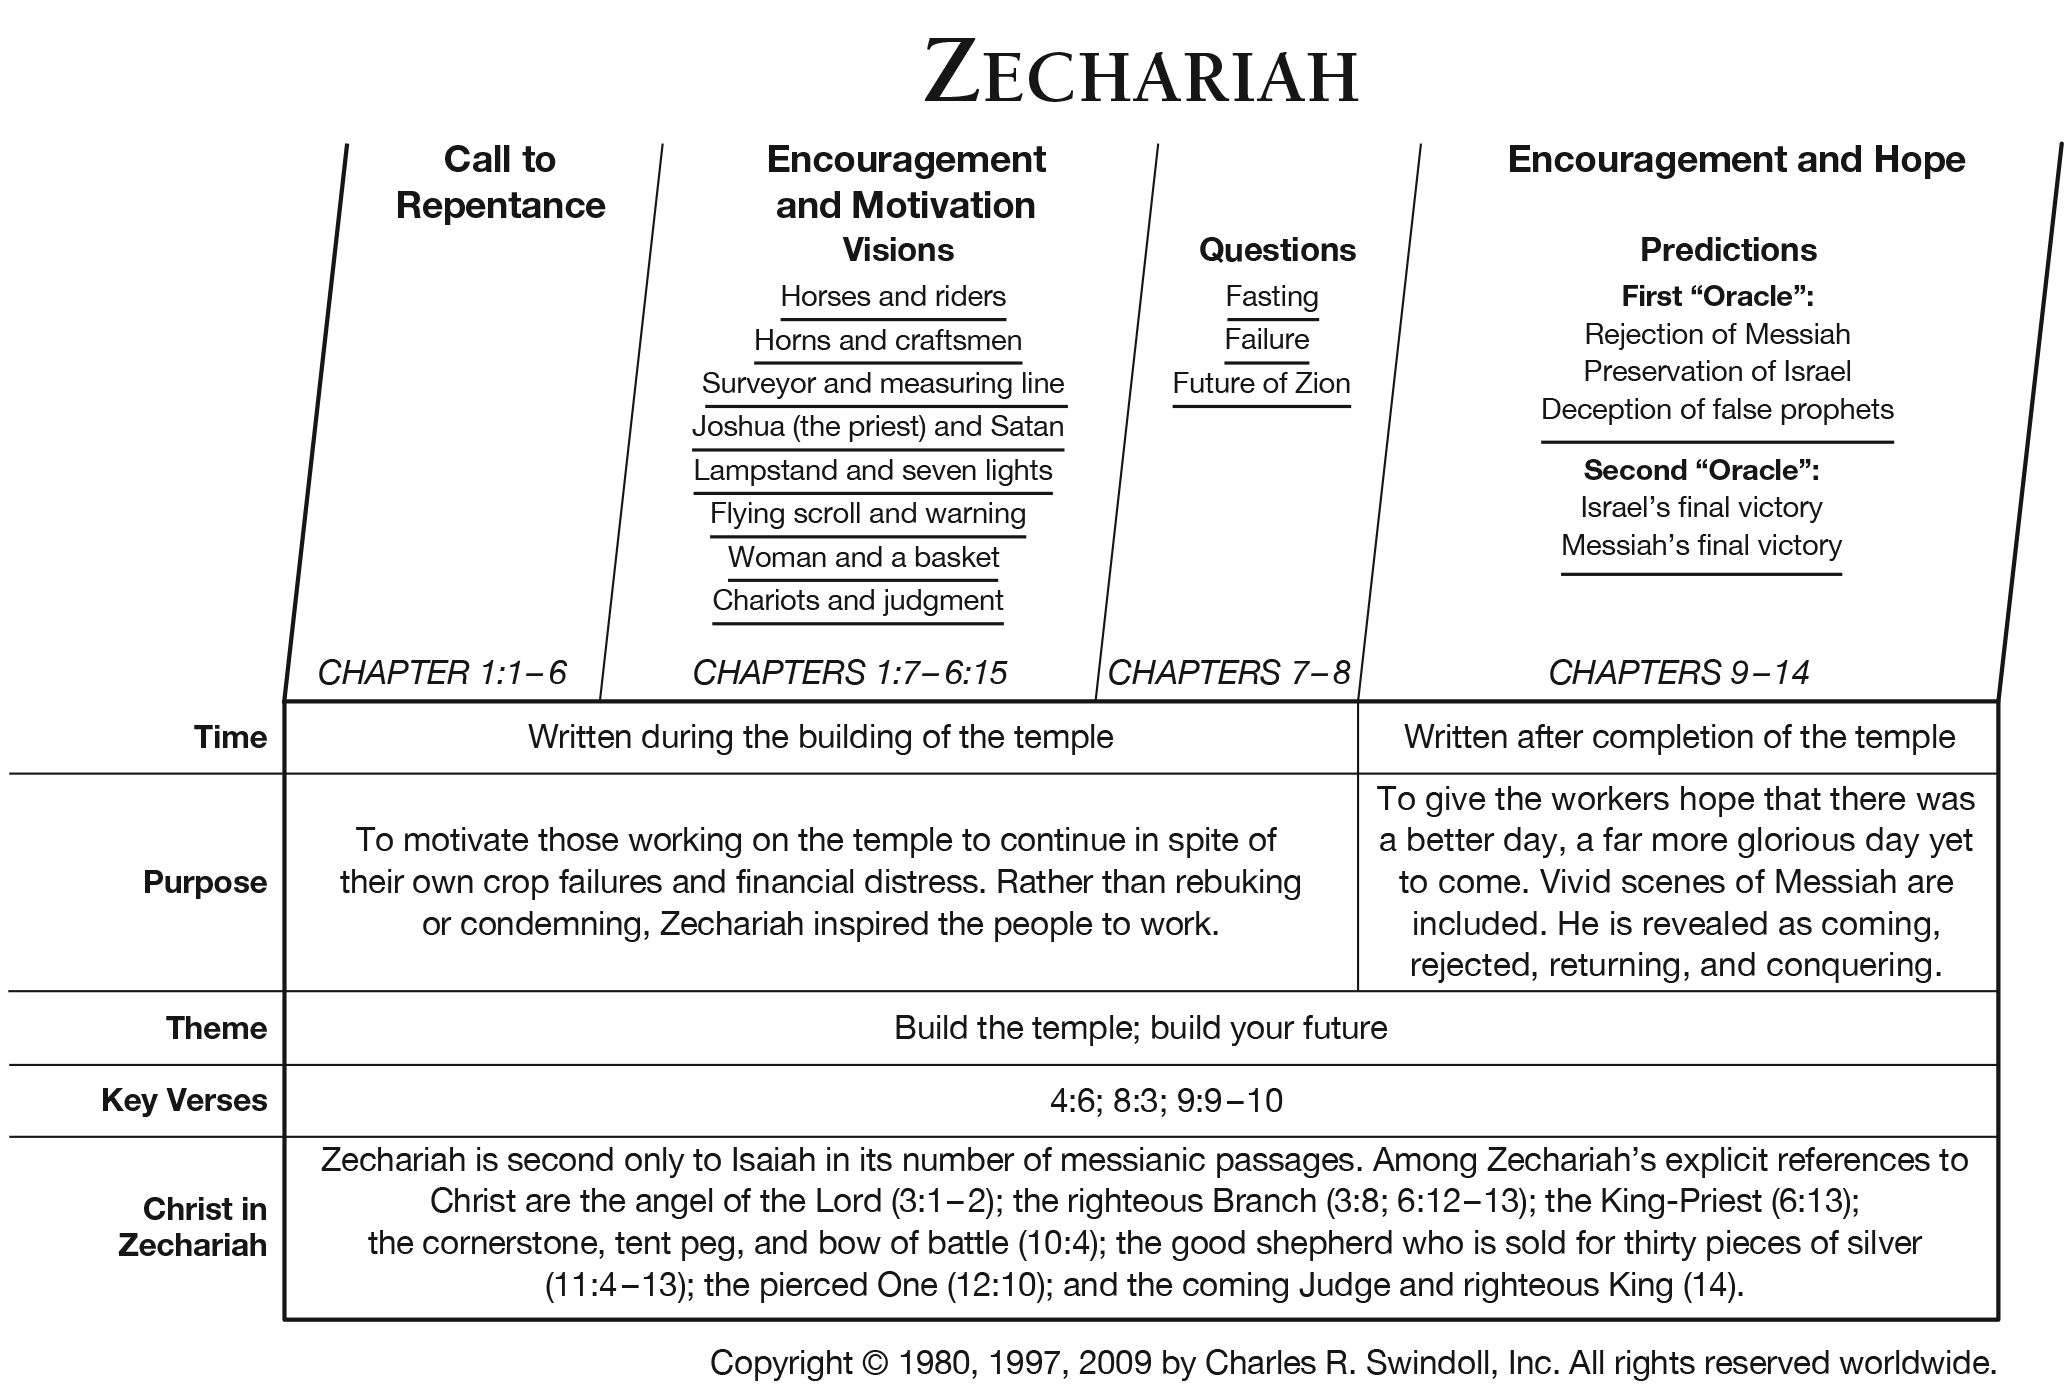 ZECHARIAH
Call to
Repentance
CHAPTER 1:1–6
Encouragement
and Motivation
Visions
Horses and riders
Horns and craftsmen
Surveyor and measuring line
Joshua (the priest) and Satan
Lampstand and seven lights
Flying scroll and warning
Woman and a basket
Chariots and judgment
CHAPTERS 1:7–6:15
Questions
Fasting
Failure
Future of Zion
CHAPTERS 7–8
Encouragement and Hope
Predictions
First “Oracle”:
Rejection of Messiah
Preservation of Israel
Deception of false prophets
Second “Oracle”:
Israel’s final victory
Messiah’s final victory
CHAPTERS 9–14
Time
Written during the building of the temple
Written after completion of the temple
Purpose
To motivate those working on the temple to continue in spite of
their own crop failures and financial distress. Rather than rebuking
or condemning, Zechariah inspired the people to work.
To give the workers hope that there was
a better day, a far more glorious day yet
to come. Vivid scenes of Messiah are
included. He is revealed as coming,
rejected, returning, and conquering.
Theme
Build the temple; build your future
Key Verses
4:6; 8:3; 9:9–10
Christ in
Zechariah
Zechariah is second only to Isaiah in its number of messianic passages. Among Zechariah’s explicit references to
Christ are the angel of the Lord (3:1–2); the righteous Branch (3:8; 6:12–13); the King-Priest (6:13);
the cornerstone, tent peg, and bow of battle (10:4); the good shepherd who is sold for thirty pieces of silver
(11:4–13); the pierced One (12:10); and the coming Judge and righteous King (14).
Copyright © 1980, 1997, 2009 by Charles R. Swindoll, Inc. All rights reserved worldwide.